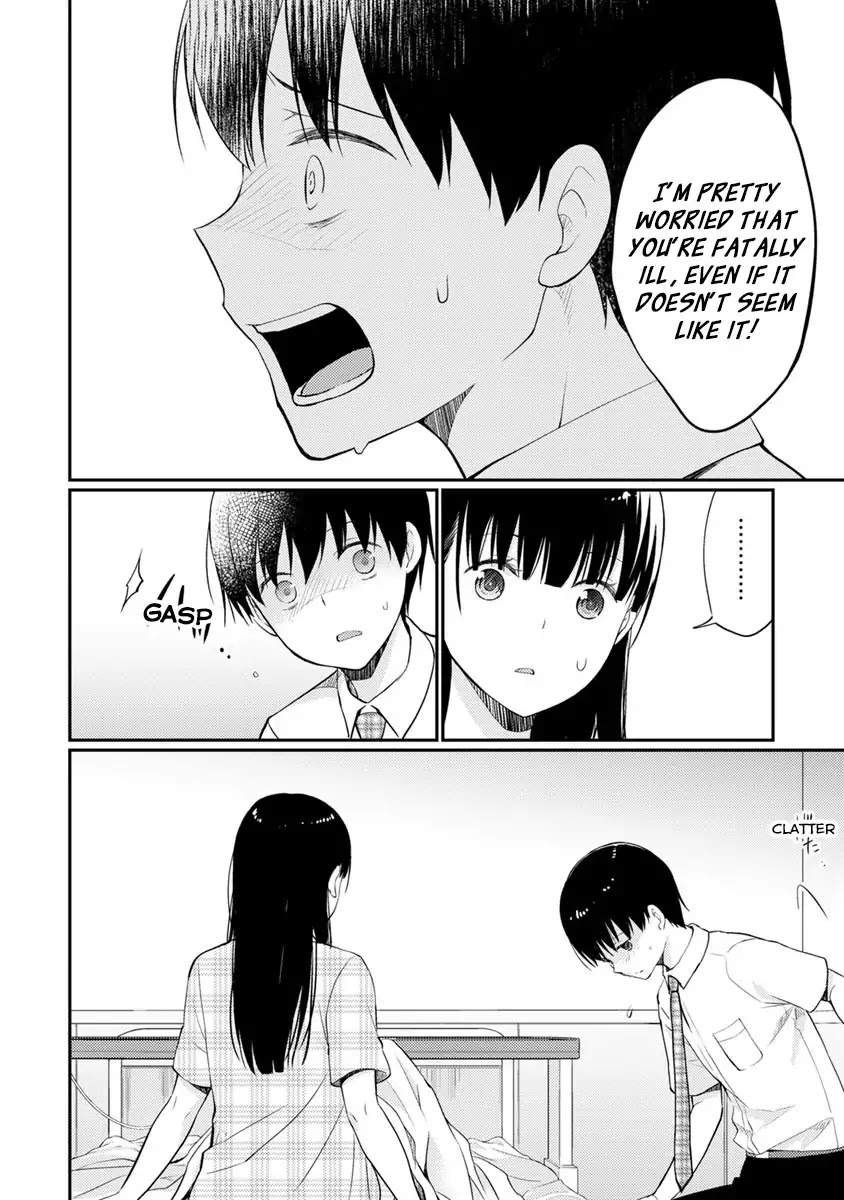 I'M PRETTY
WORRIED THAT
YOU'RE FATALLY
ILL, EVEN IF IT
DOESN'T SEEM
LIKE IT!
.........
GASP
CLATTER